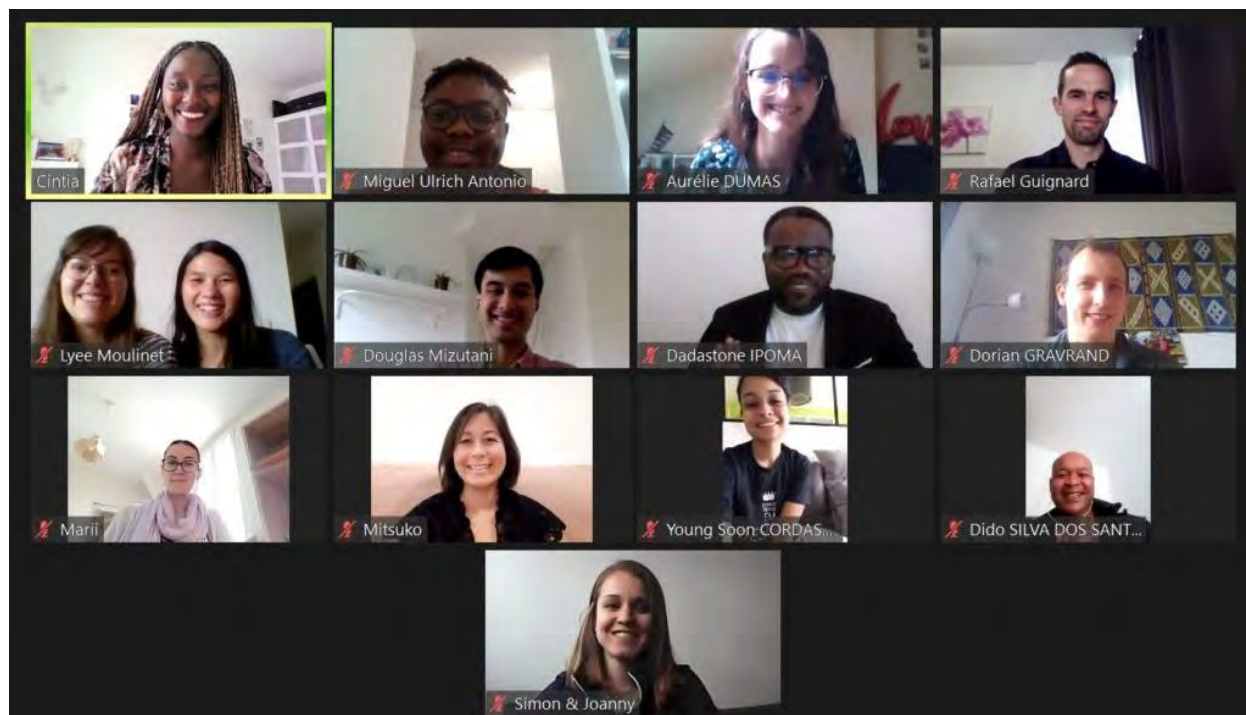 Cintia
Miguel Ulrich Antonio
Aurélie DUMAS
Rafael Guignard
love
Lyee Moulinet
Douglas Mizutani
Dadastone IPOMA
Dorian GRAVRAND
Marii
Mitsuko
Young Soon CORDAS...
Dido SILVA DOS SANT...
Simon & Joanny